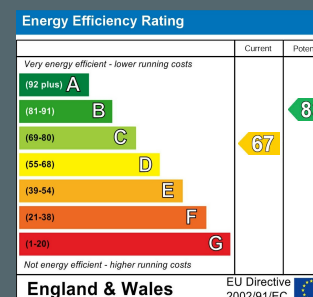 Energy Efficiency Rating
Current
Very energy efficient - lower running costs
(92 plus) A
(81-91) B
(69-80) C
67
(55-68) D
(39-54) E
(21-38) F
(1-20) G
Not energy efficient - higher running costs
England & Wales
EU Directive
2002/91/EC